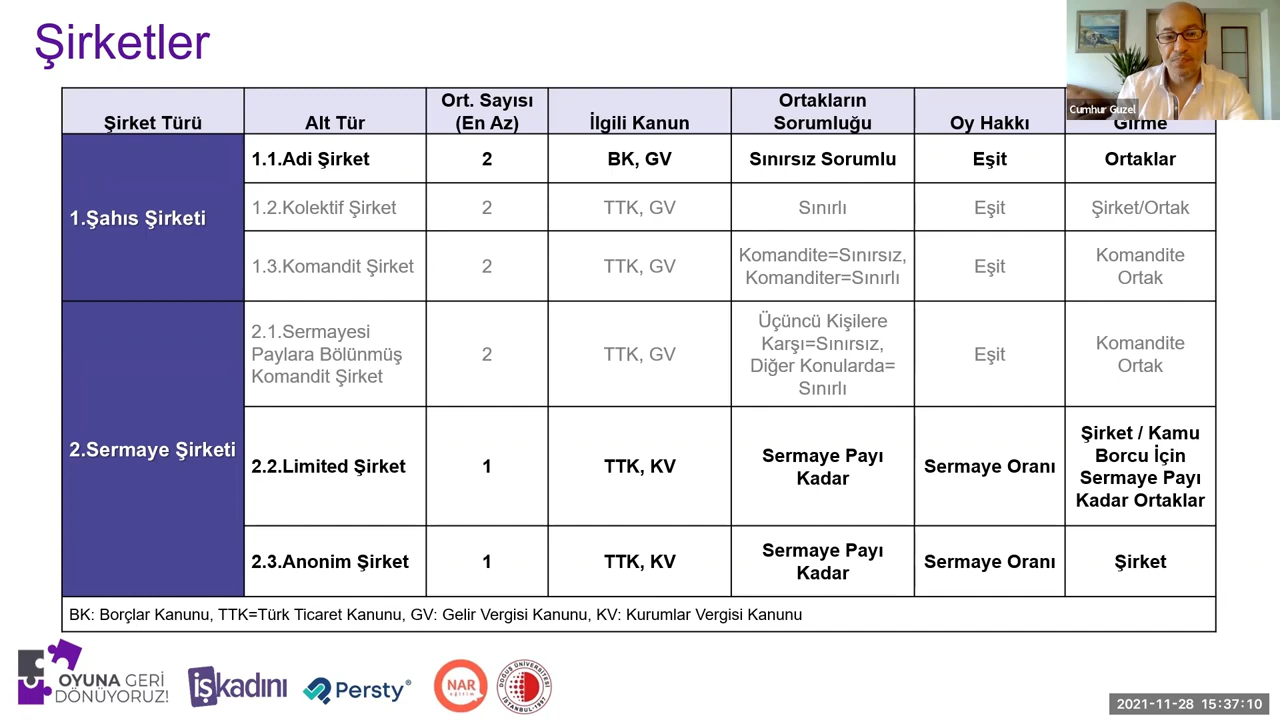 Şirketler
Cumhur Guzel
Ort. Sayısı
(En Az)
Ortakların
Sorumluğu
Şirket Türü
Alt Tür
İlgili Kanun
Oy Hakkı
Girme
1.Şahıs Şirketi
1.1.Adi Şirket
2
BK, GV
Sınırsız Sorumlu
Eşit
Ortaklar
1.2.Kolektif Şirket
2
TTK, GV
Sınırlı
Eşit
Şirket/Ortak
1.3.Komandit Şirket
2
TTK, GV
Komandite=Sınırsız,
Komanditer=Sınırlı
Eşit
Komandite
Ortak
2.Sermaye Şirketi
2.1.Sermayesi
Paylara Bölünmüş
Komandit Şirket
2
TTK, GV
Üçüncü Kişilere
Karşı=Sınırsız,
Diğer Konularda=
Sınırlı
Eşit
Komandite
Ortak
2.2.Limited Şirket
1
TTK, KV
Sermaye Payı
Kadar
Sermaye Oranı
Şirket / Kamu
Borcu İçin
Sermaye Payı
Kadar Ortaklar
2.3.Anonim Şirket
1
TTK, KV
Sermaye Payı
Kadar
Sermaye Oranı
Şirket
BK: Borçlar Kanunu, TTK=Türk Ticaret Kanunu, GV: Gelir Vergisi Kanunu, KV: Kurumlar Vergisi Kanunu
OYUNA GERİ
DÖNÜYORUZ!
işkadını
Persty
NAR
eğitim
DOĞUŞ ÜNİVERSİTESİ
İSTANBUL-1997
2021-11-28 15:37:10